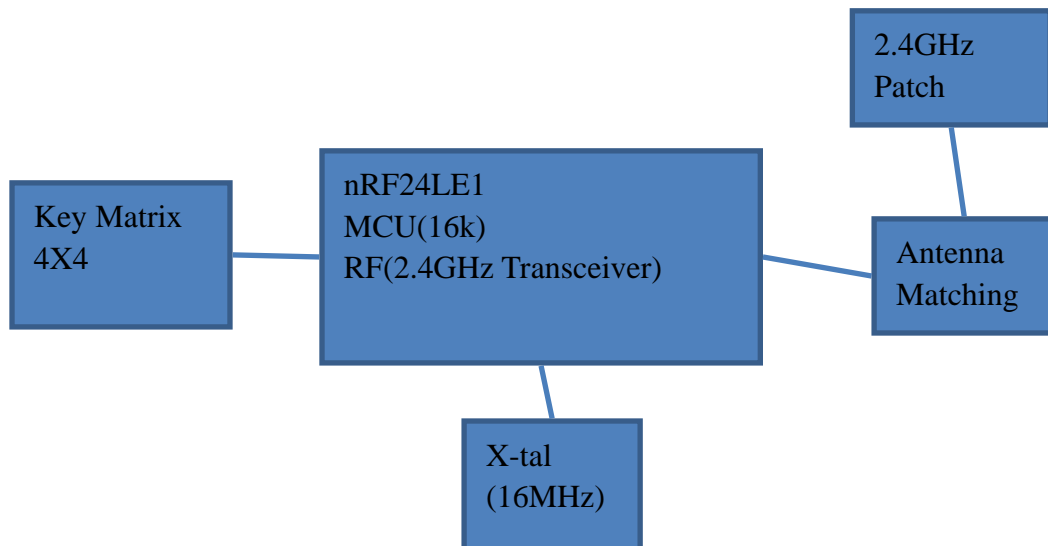 2.4GHz
Patch
nRF24LE1
MCU(16k)
RF(2.4GHz Transceiver)
Key Matrix
4X4
Antenna
Matching
X-tal
(16MHz)